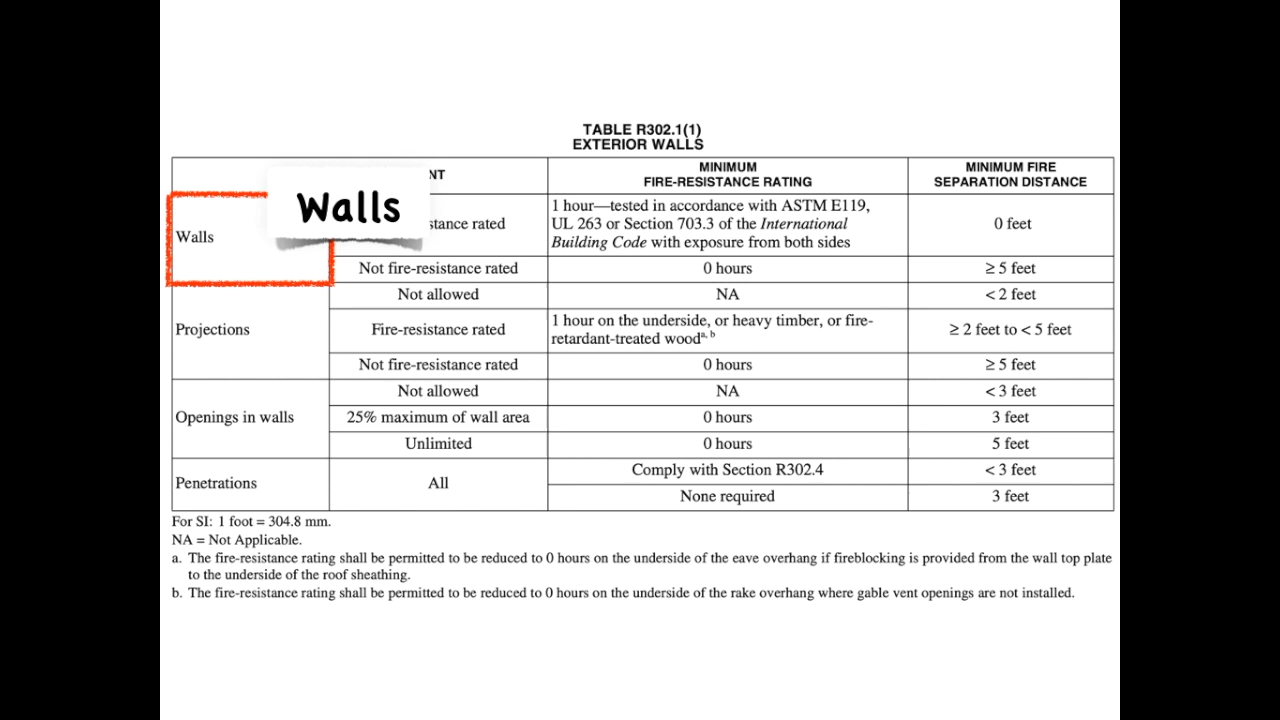 TABLE R302.1(1)
EXTERIOR WALLS
NT
MINIMUM
FIRE-RESISTANCE RATING
MINIMUM FIRE
SEPARATION DISTANCE
Walls
Walls
stance rated
1 hour—tested in accordance with ASTM E119,
UL 263 or Section 703.3 of the International
Building Code with exposure from both sides
0 feet
Not fire-resistance rated
0 hours
≥ 5 feet
Projections
Not allowed
NA
< 2 feet
Fire-resistance rated
1 hour on the underside, or heavy timber, or fire-
retardant-treated wooda, b
≥ 2 feet to < 5 feet
Not fire-resistance rated
0 hours
≥ 5 feet
Openings in walls
Not allowed
NA
< 3 feet
25% maximum of wall area
0 hours
3 feet
Unlimited
0 hours
5 feet
Penetrations
All
Comply with Section R302.4
< 3 feet
None required
3 feet
For SI: 1 foot = 304.8 mm.
NA = Not Applicable.
a. The fire-resistance rating shall be permitted to be reduced to 0 hours on the underside of the eave overhang if fireblocking is provided from the wall top plate
to the underside of the roof sheathing.
b. The fire-resistance rating shall be permitted to be reduced to 0 hours on the underside of the rake overhang where gable vent openings are not installed.